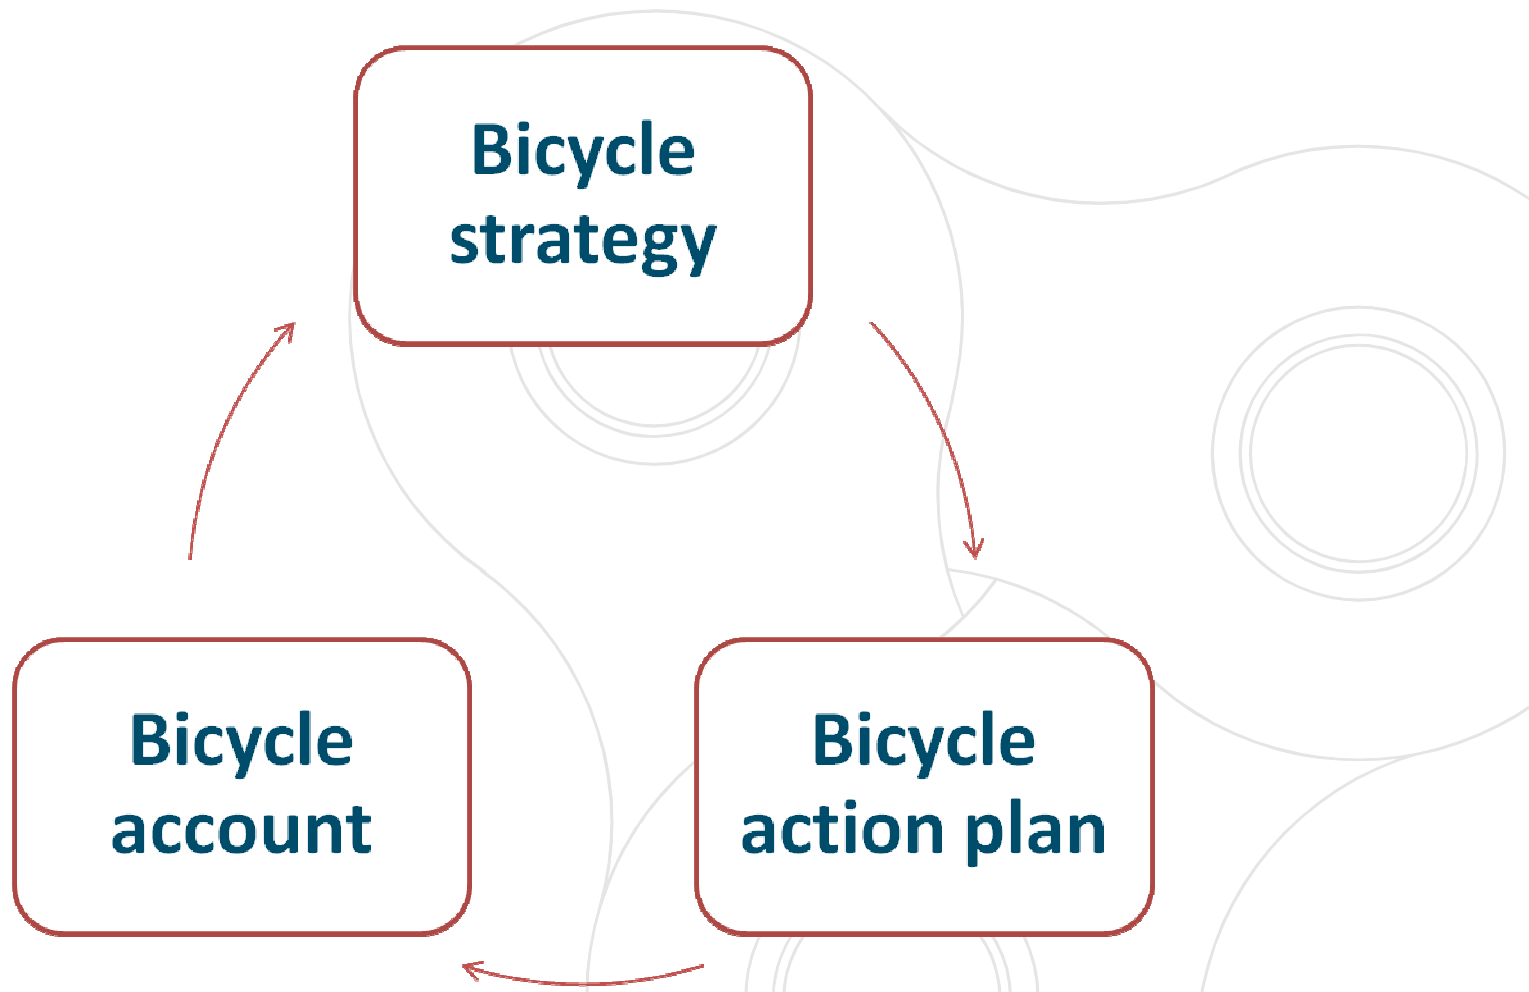 Bicycle
strategy
Bicycle
account
Bicycle
action plan